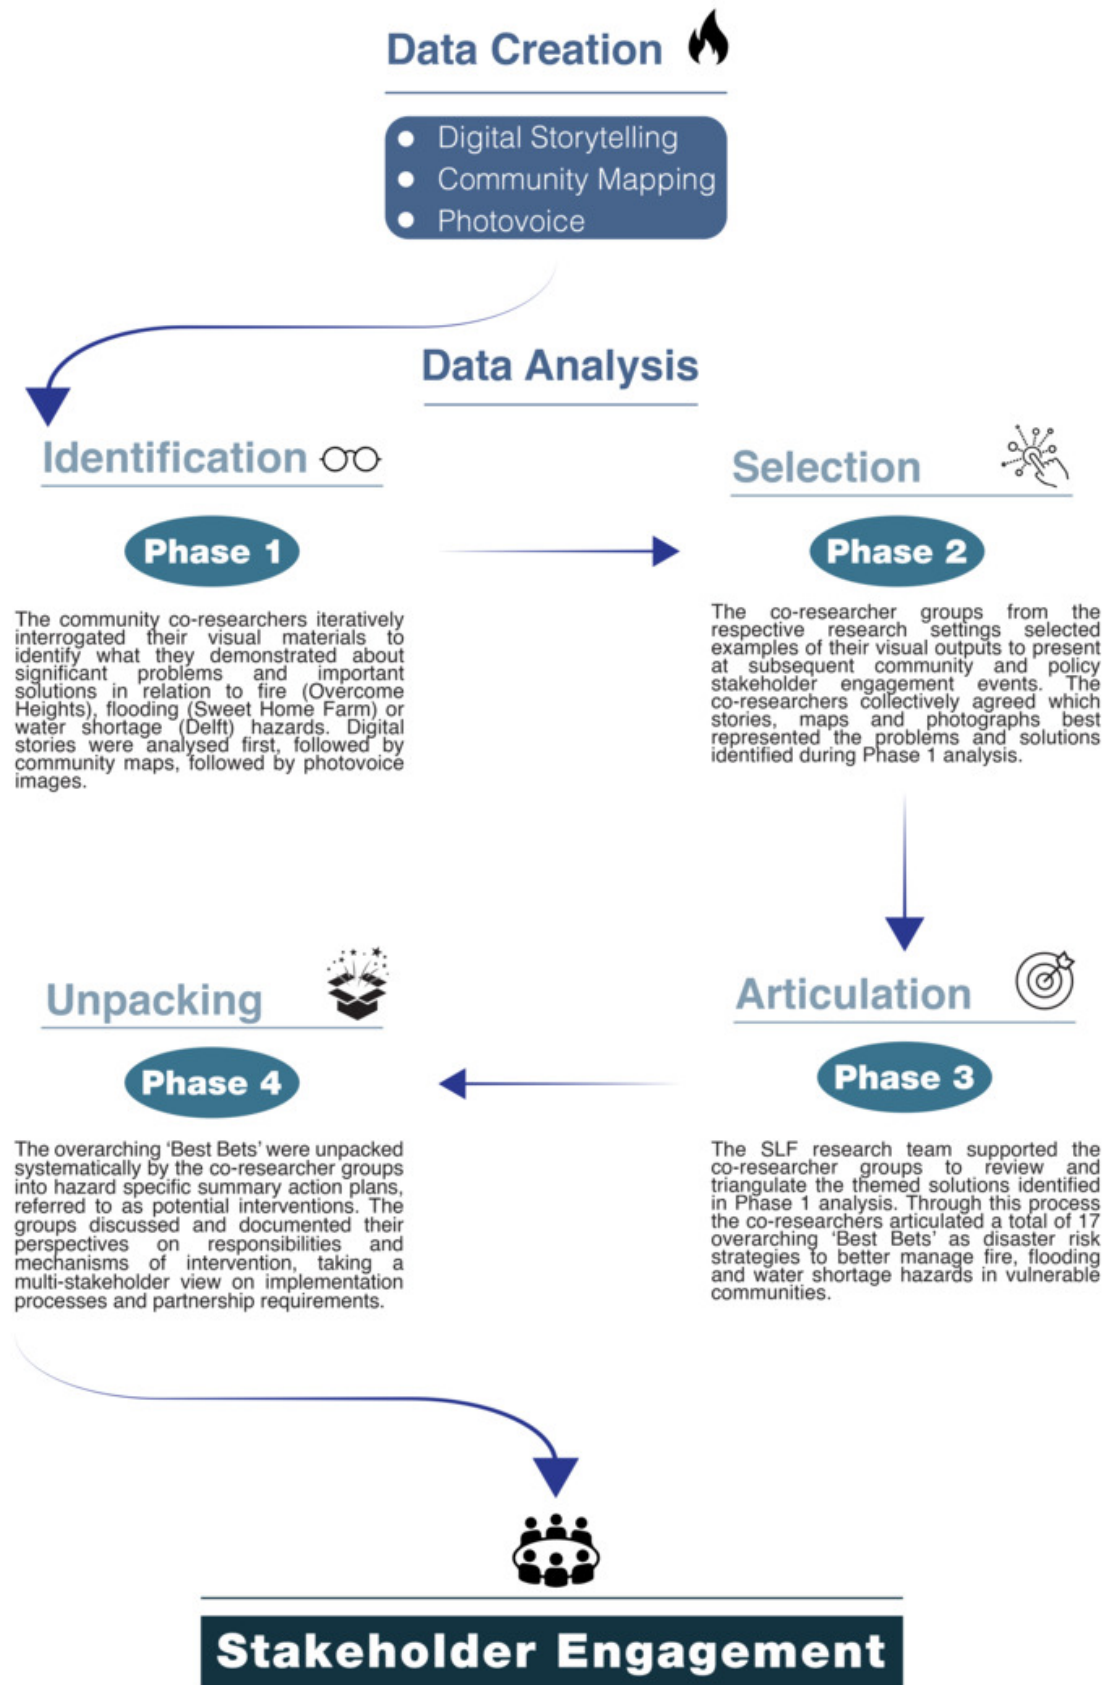 Data Creation
Digital Storytelling
Community Mapping
Photovoice
Data Analysis
Identification
Phase 1
The community co-researchers iteratively
interrogated their visual materials to
identify what they demonstrated about
significant problems and important
solutions in relation to fire (Overcome
Heights), flooding (Sweet Home Farm) or
water shortage (Delft) hazards. Digital
stories were analysed first, followed by
community maps, followed by photovoice
images.
Selection
Phase 2
The co-researcher groups from the
respective research settings selected
examples of their visual outputs to present
at subsequent community and policy
stakeholder engagement events. The
co-researchers collectively agreed which
stories, maps and photographs best
represented the problems and solutions
identified during Phase 1 analysis.
Articulation
Phase 3
The SLF research team supported the
co-researcher groups to review and
triangulate the themed solutions identified
in Phase 1 analysis. Through this process
the co-researchers articulated a total of 17
overarching ‘Best Bets’ as disaster risk
strategies to better manage fire, flooding
and water shortage hazards in vulnerable
communities.
Unpacking
Phase 4
The overarching ‘Best Bets’ were unpacked
systematically by the co-researcher groups
into hazard specific summary action plans,
referred to as potential interventions. The
groups discussed and documented their
perspectives on responsibilities and
mechanisms of intervention, taking a
multi-stakeholder view on implementation
processes and partnership requirements.
Stakeholder Engagement